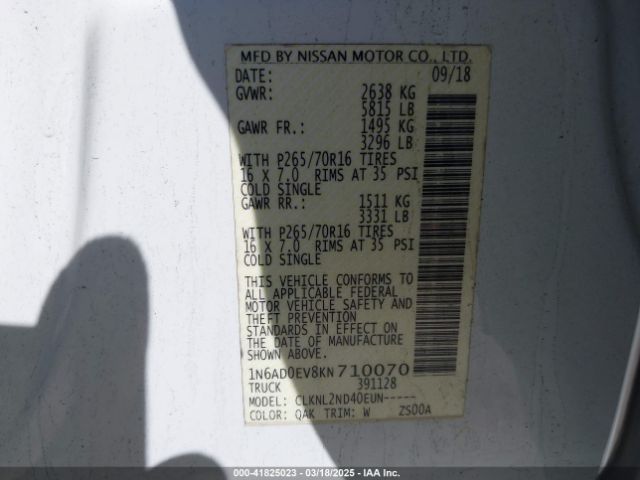 MFD BY NISSAN MOTOR CO., LTD.
DATE: 09/18
GVWR: 2638 KG
5815 LB
GAWR FR.: 1495 KG
3296 LB
WITH P265/70R16 TIRES
16 X 7.0 RIMS AT 35 PSI
COLD SINGLE
GAWR RR.: 1511 KG
3331 LB
WITH P265/70R16 TIRES
16 X 7.0 RIMS AT 35 PSI
COLD SINGLE
THIS VEHICLE CONFORMS TO
ALL APPLICABLE FEDERAL
MOTOR VEHICLE SAFETY AND
THEFT PREVENTION
STANDARDS IN EFFECT ON
THE DATE OF MANUFACTURE
SHOWN ABOVE.
1N6AD0EV8KN710070
TRUCK 391128
MODEL: CLKNL2ND40EUN-----
COLOR: QAK TRIM: W ZS00A
000-41825023 — 03/18/2025 — IAA Inc.